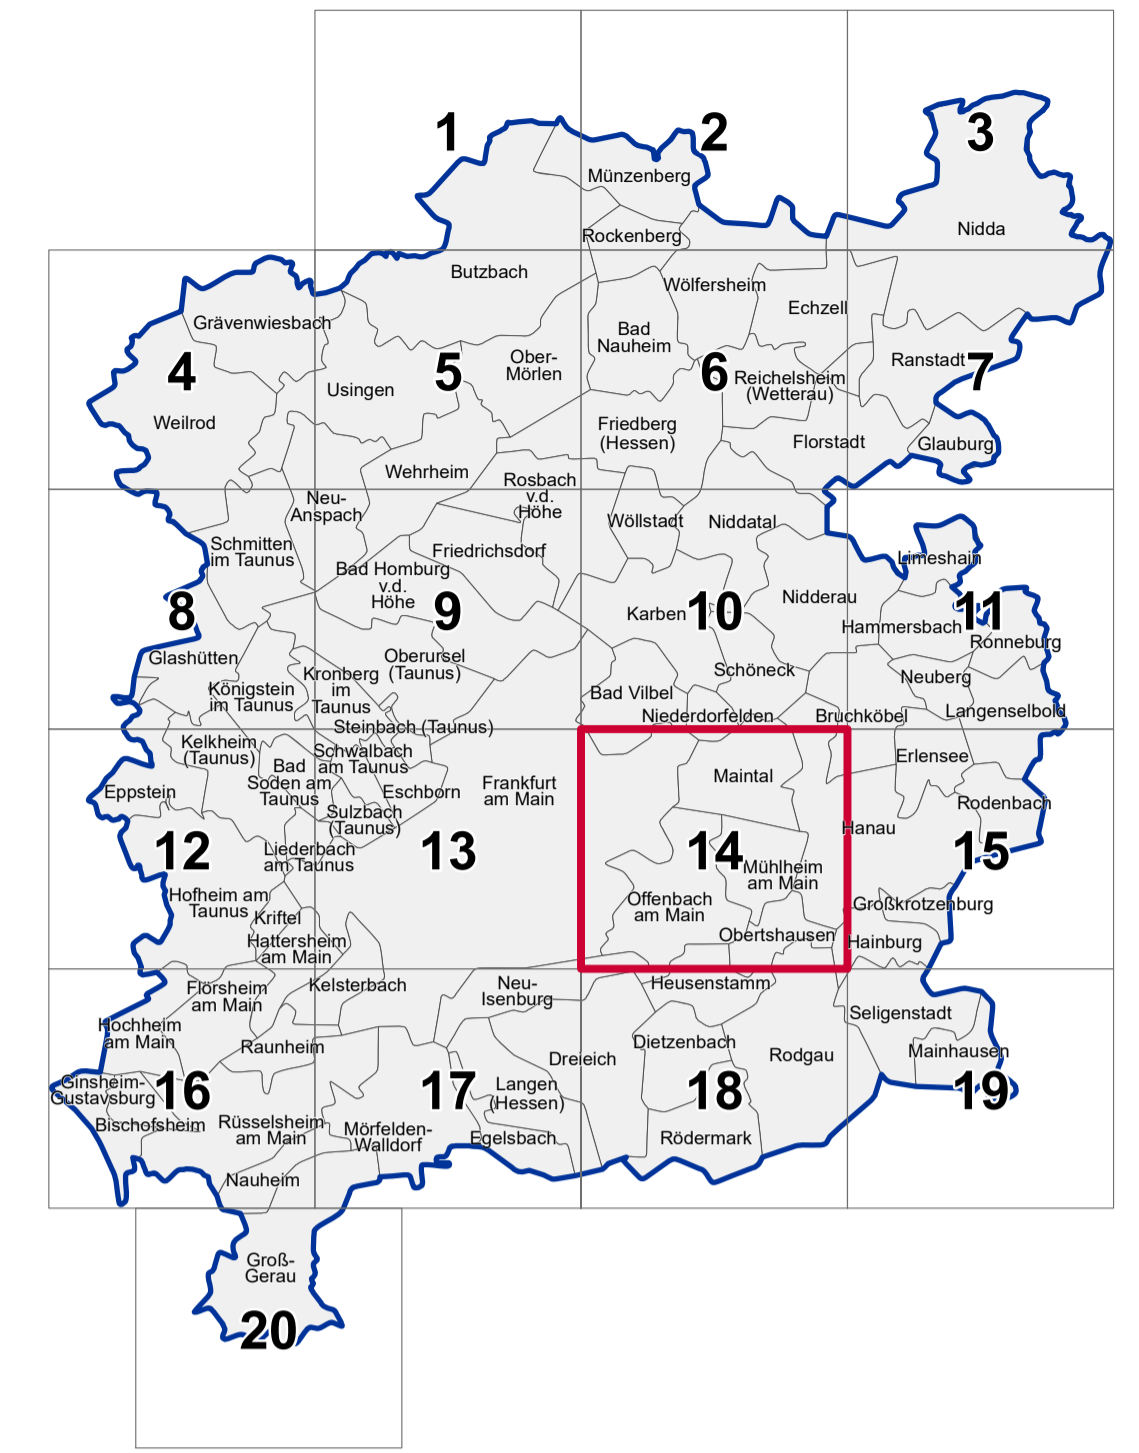 1
2
3
Münzenberg
Rockenberg
Nidda
Butzbach
Wölfersheim
Echzell
Grävenwiesbach
Bad
Nauheim
Ober-
Mörlen
Ranstadt
4
5
6
7
Usingen
Reichelsheim
(Wetterau)
Weilrod
Friedberg
(Hessen)
Florstadt
Glauburg
Wehrheim
Rosbach
v.d.
Höhe
Neu-
Anspach
Wöllstadt
Niddatal
Schmitten
im Taunus
Friedrichsdorf
Limeshain
Bad Homburg
v.d.
Höhe
Nidderau
8
9
10
11
Karben
Hammersbach
Ronneburg
Glashütten
Oberursel
(Taunus)
Kronberg
im
Taunus
Schöneck
Neuberg
Königstein
im Taunus
Bad Vilbel
Niederdorfelden
Bruchköbel
Langenselbold
Steinbach (Taunus)
Kelkheim
(Taunus)
Schwalbach
am Taunus
Erlensee
Bad
Soden am
Taunus
Maintal
Eppstein
Eschborn
Frankfurt
am Main
Rodenbach
Sulzbach
(Taunus)
Hanau
12
13
14
15
Liederbach
am Taunus
Mühlheim
am Main
Hofheim am
Taunus
Offenbach
am Main
Großkrotzenburg
Kriftel
Obertshausen
Hainburg
Hattersheim
am Main
Flörsheim
am Main
Kelsterbach
Neu-
Isenburg
Heusenstamm
Seligenstadt
Hochheim
am Main
Raunheim
Dreieich
Dietzenbach
Rodgau
Mainhausen
Ginsheim-
Gustavsburg
16
17
18
19
Langen
(Hessen)
Bischofsheim
Rüsselsheim
am Main
Mörfelden-
Walldorf
Egelsbach
Rödermark
Nauheim
Groß-
Gerau
20